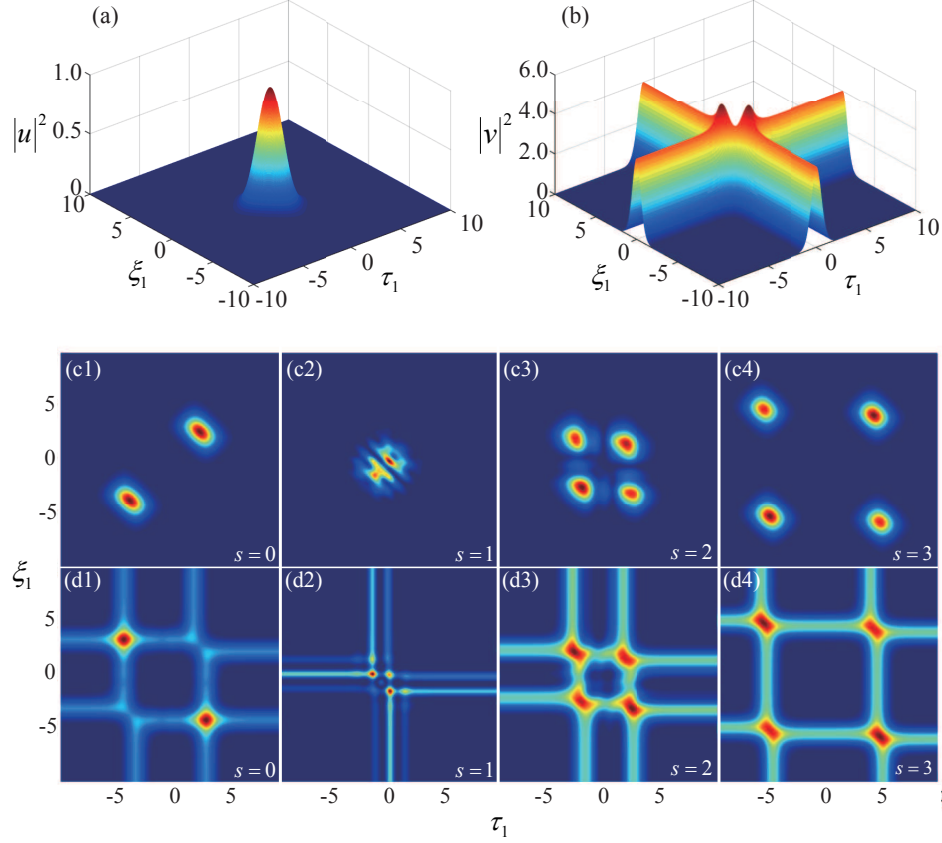 (a) (b)
1.0 6.0
4.0
|u|² 0.5 |v|² 2.0
0 0
10 10 10 10
5 5 5 5
0 0 0 0
ξ₁ -5 -5 τ₁ ξ₁ -5 -5 τ₁
-10 -10 -10 -10
(c1) (c2) (c3) (c4)
5
0
-5
s = 0 s = 1 s = 2 s = 3
ξ₁
(d1) (d2) (d3) (d4)
5
0
-5
s = 0 s = 1 s = 2 s = 3
-5 0 5 -5 0 5 -5 0 5 -5 0 5
τ₁